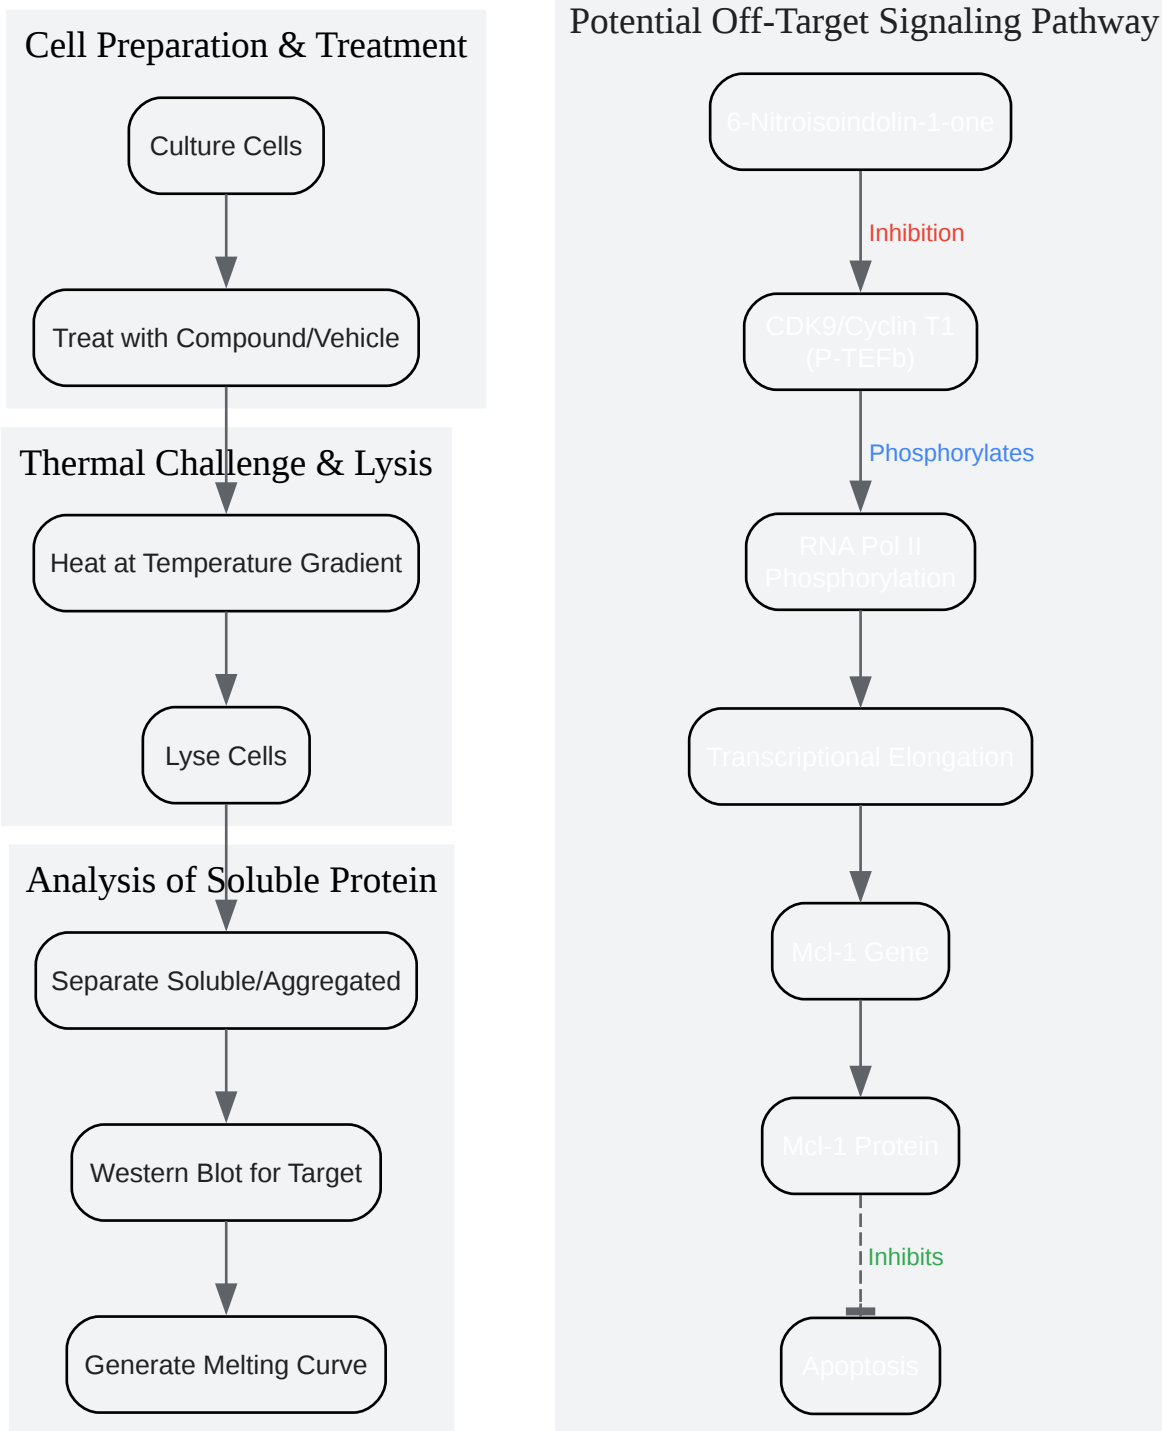 Cell Preparation & Treatment
Culture Cells
Treat with Compound/Vehicle
Thermal Challenge & Lysis
Heat at Temperature Gradient
Lyse Cells
Analysis of Soluble Protein
Separate Soluble/Aggregated
Western Blot for Target
Generate Melting Curve
Potential Off-Target Signaling Pathway
6-Nitroisoindolin-1-one
Inhibition
CDK9/Cyclin T1
(P-TEFb)
Phosphorylates
RNA Pol II
Phosphorylation
Transcriptional Elongation
Mcl-1 Gene
Mcl-1 Protein
Inhibits
Apoptosis